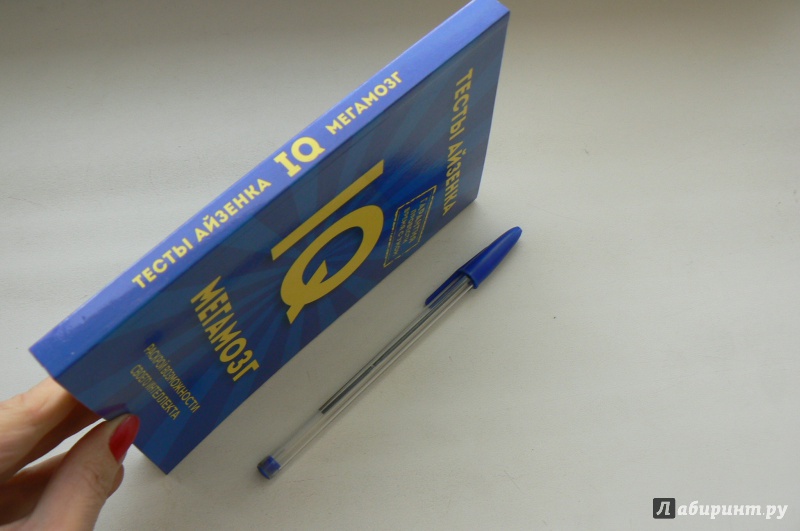 ТЕСТЫ АЙЗЕНКА IQ МЕГАМОЗГ
ТЕСТЫ АЙЗЕНКА
IQ
МЕГАМОЗГ
РАСКРОЙ ВОЗМОЖНОСТИ
СВОЕГО ИНТЕЛЛЕКТА
Лабиринт.ру